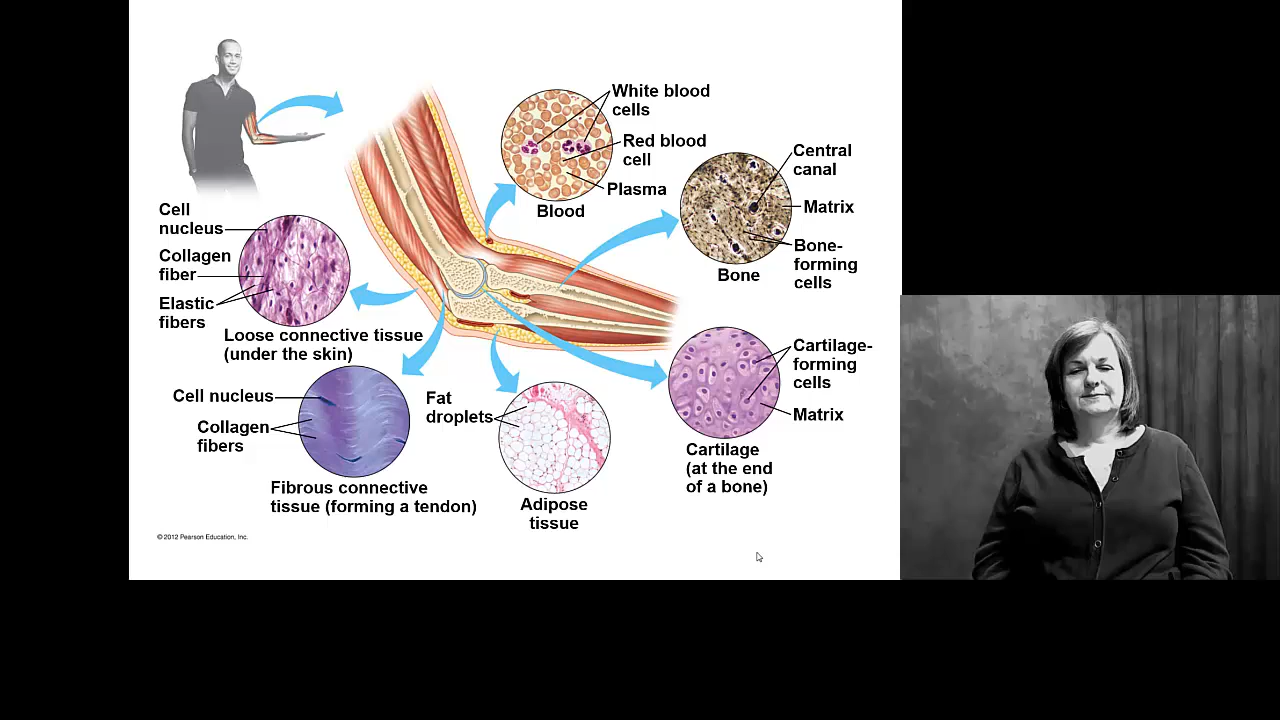 White blood
cells
Red blood
cell
Plasma
Blood
Central
canal
Matrix
Bone-
forming
cells
Bone
Cell
nucleus
Collagen
fiber
Elastic
fibers
Loose connective tissue
(under the skin)
Cell nucleus
Collagen
fibers
Fibrous connective
tissue (forming a tendon)
Fat
droplets
Adipose
tissue
Cartilage-
forming
cells
Matrix
Cartilage
(at the end
of a bone)
© 2012 Pearson Education, Inc.